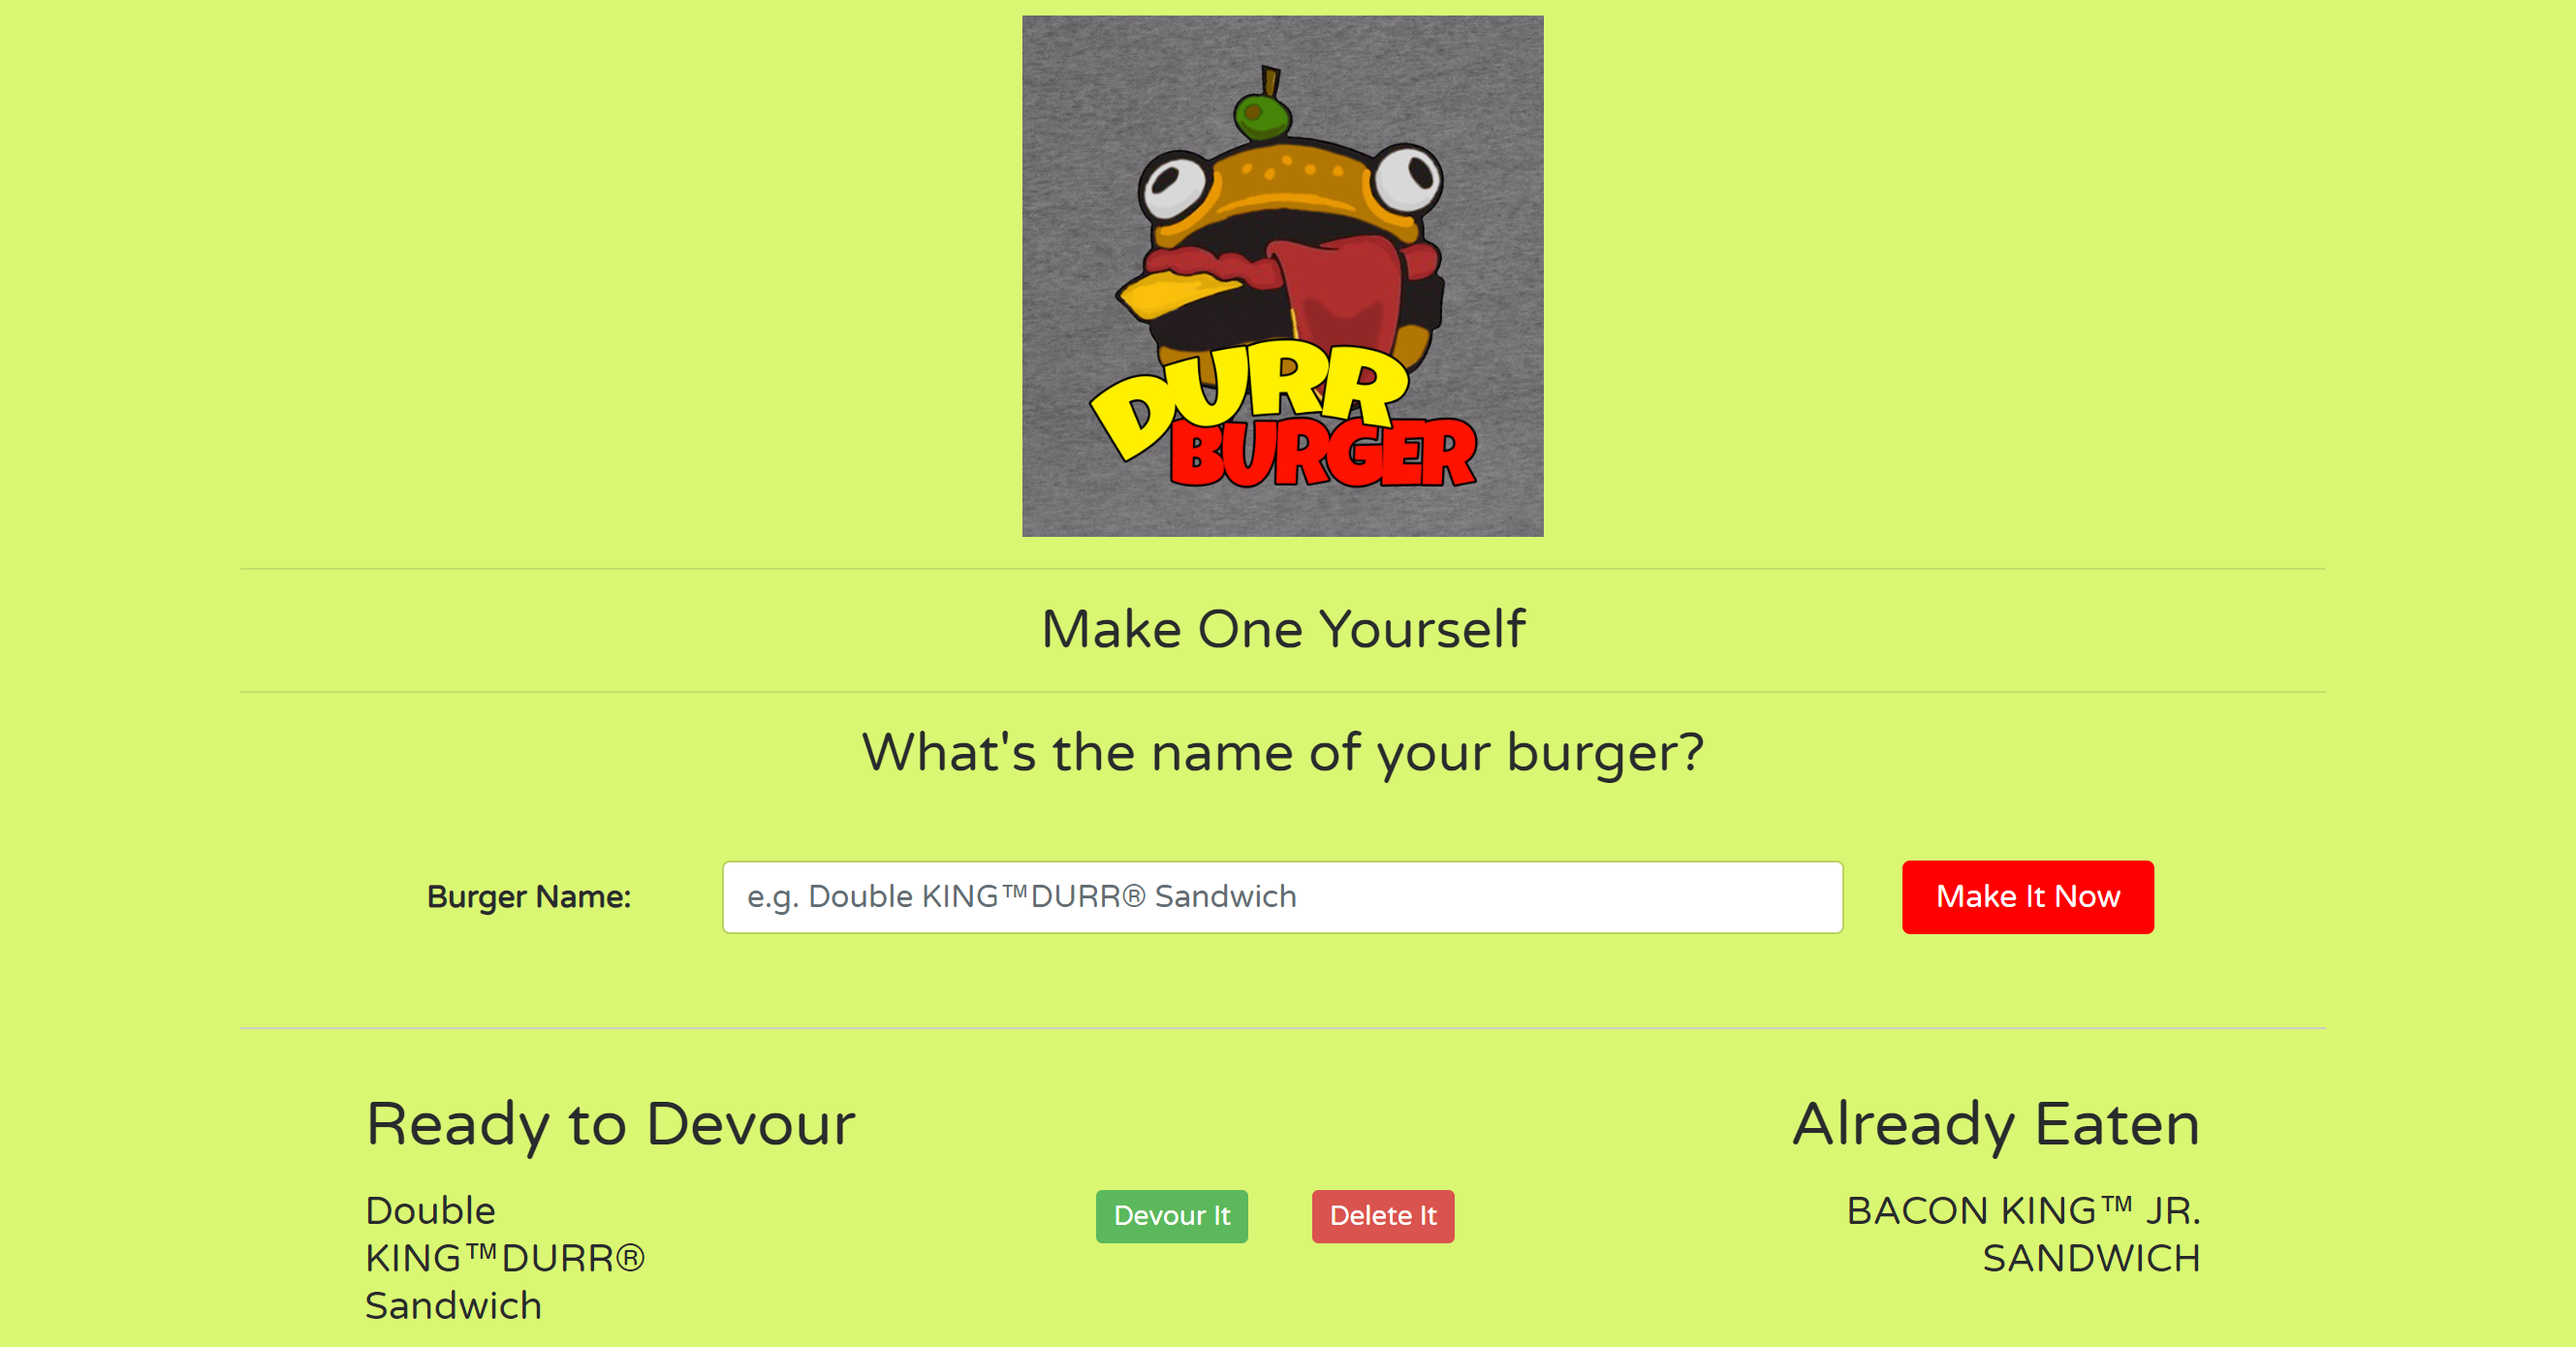 DURR
BURGER
Make One Yourself
What's the name of your burger?
Burger Name:
e.g. Double KING™DURR® Sandwich
Make It Now
Ready to Devour
Already Eaten
Double
KING™DURR®
Sandwich
Devour It
Delete It
BACON KING™ JR.
SANDWICH